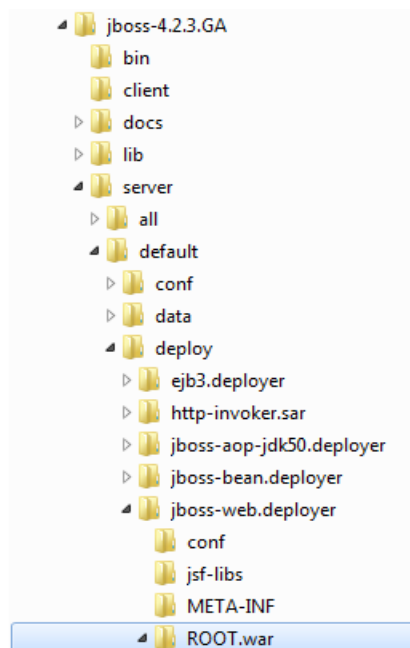 jboss-4.2.3.GA
bin
client
docs
lib
server
all
default
conf
data
deploy
ejb3.deployer
http-invoker.sar
jboss-aop-jdk50.deployer
jboss-bean.deployer
jboss-web.deployer
conf
jsf-libs
META-INF
ROOT.war